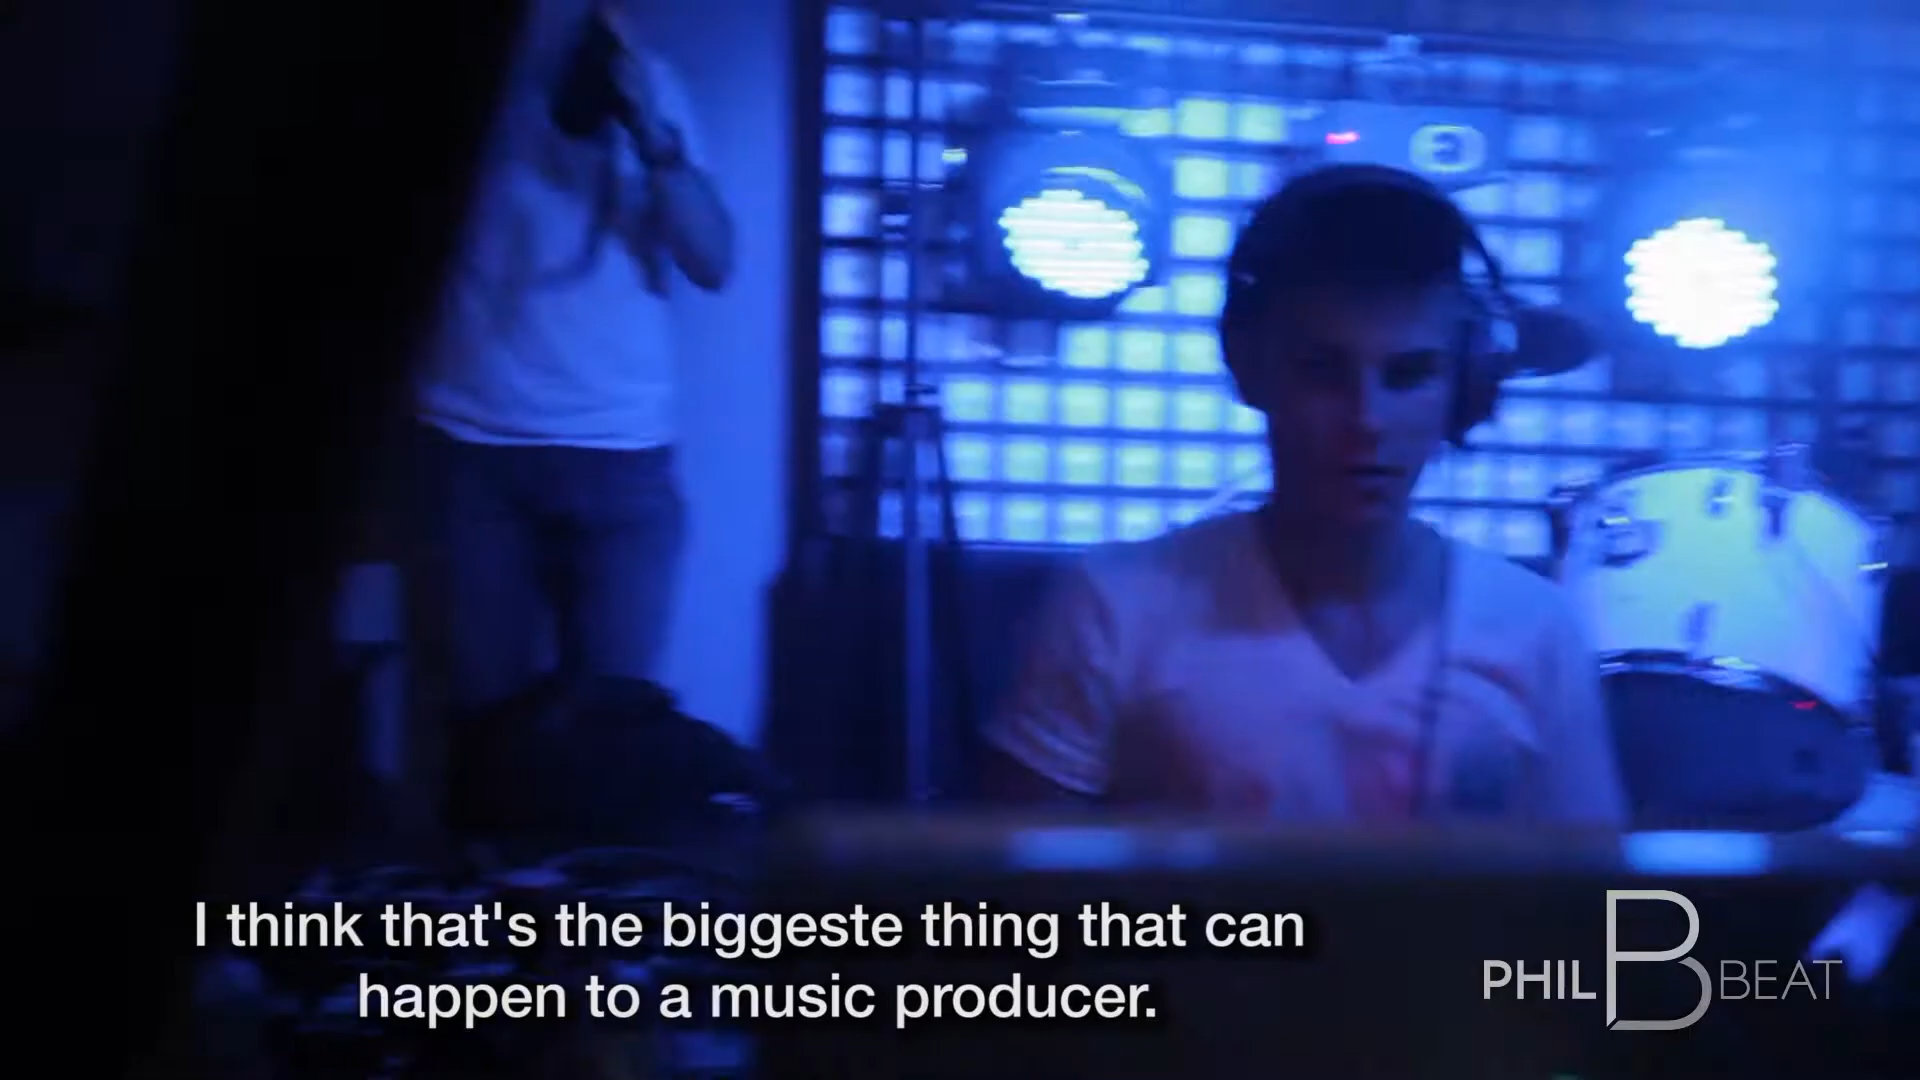 I think that's the biggeste thing that can
happen to a music producer.
PHIL B BEAT